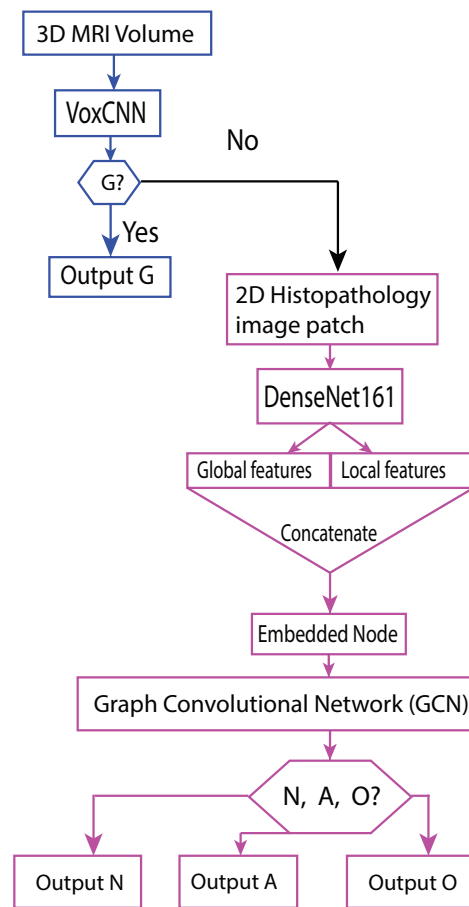 3D MRI Volume
VoxCNN
No
G?
Yes
Output G
2D Histopathology
image patch
DenseNet161
Global features
Local features
Concatenate
Embedded Node
Graph Convolutional Network (GCN)
N, A, O?
Output N
Output A
Output O